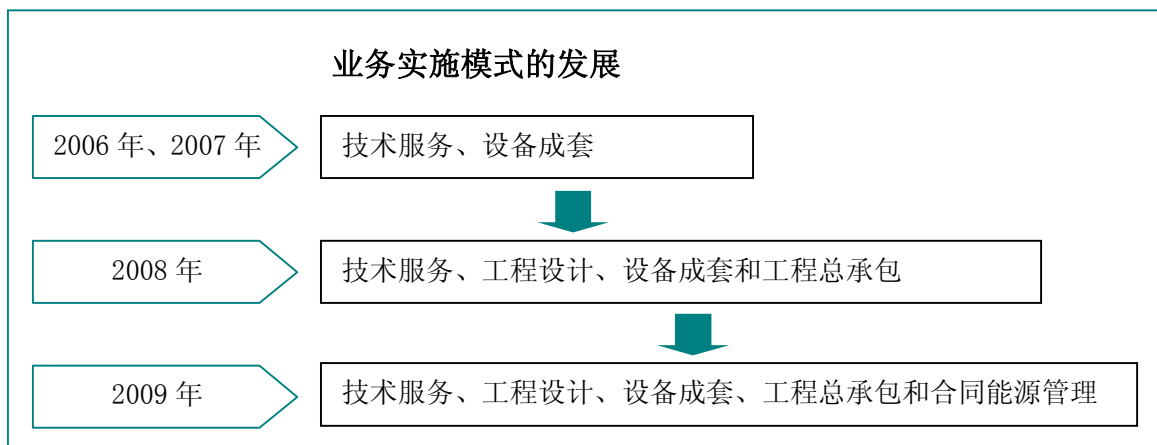 业务实施模式的发展
2006 年、2007 年
技术服务、设备成套
2008 年
技术服务、工程设计、设备成套和工程总承包
2009 年
技术服务、工程设计、设备成套、工程总承包和合同能源管理